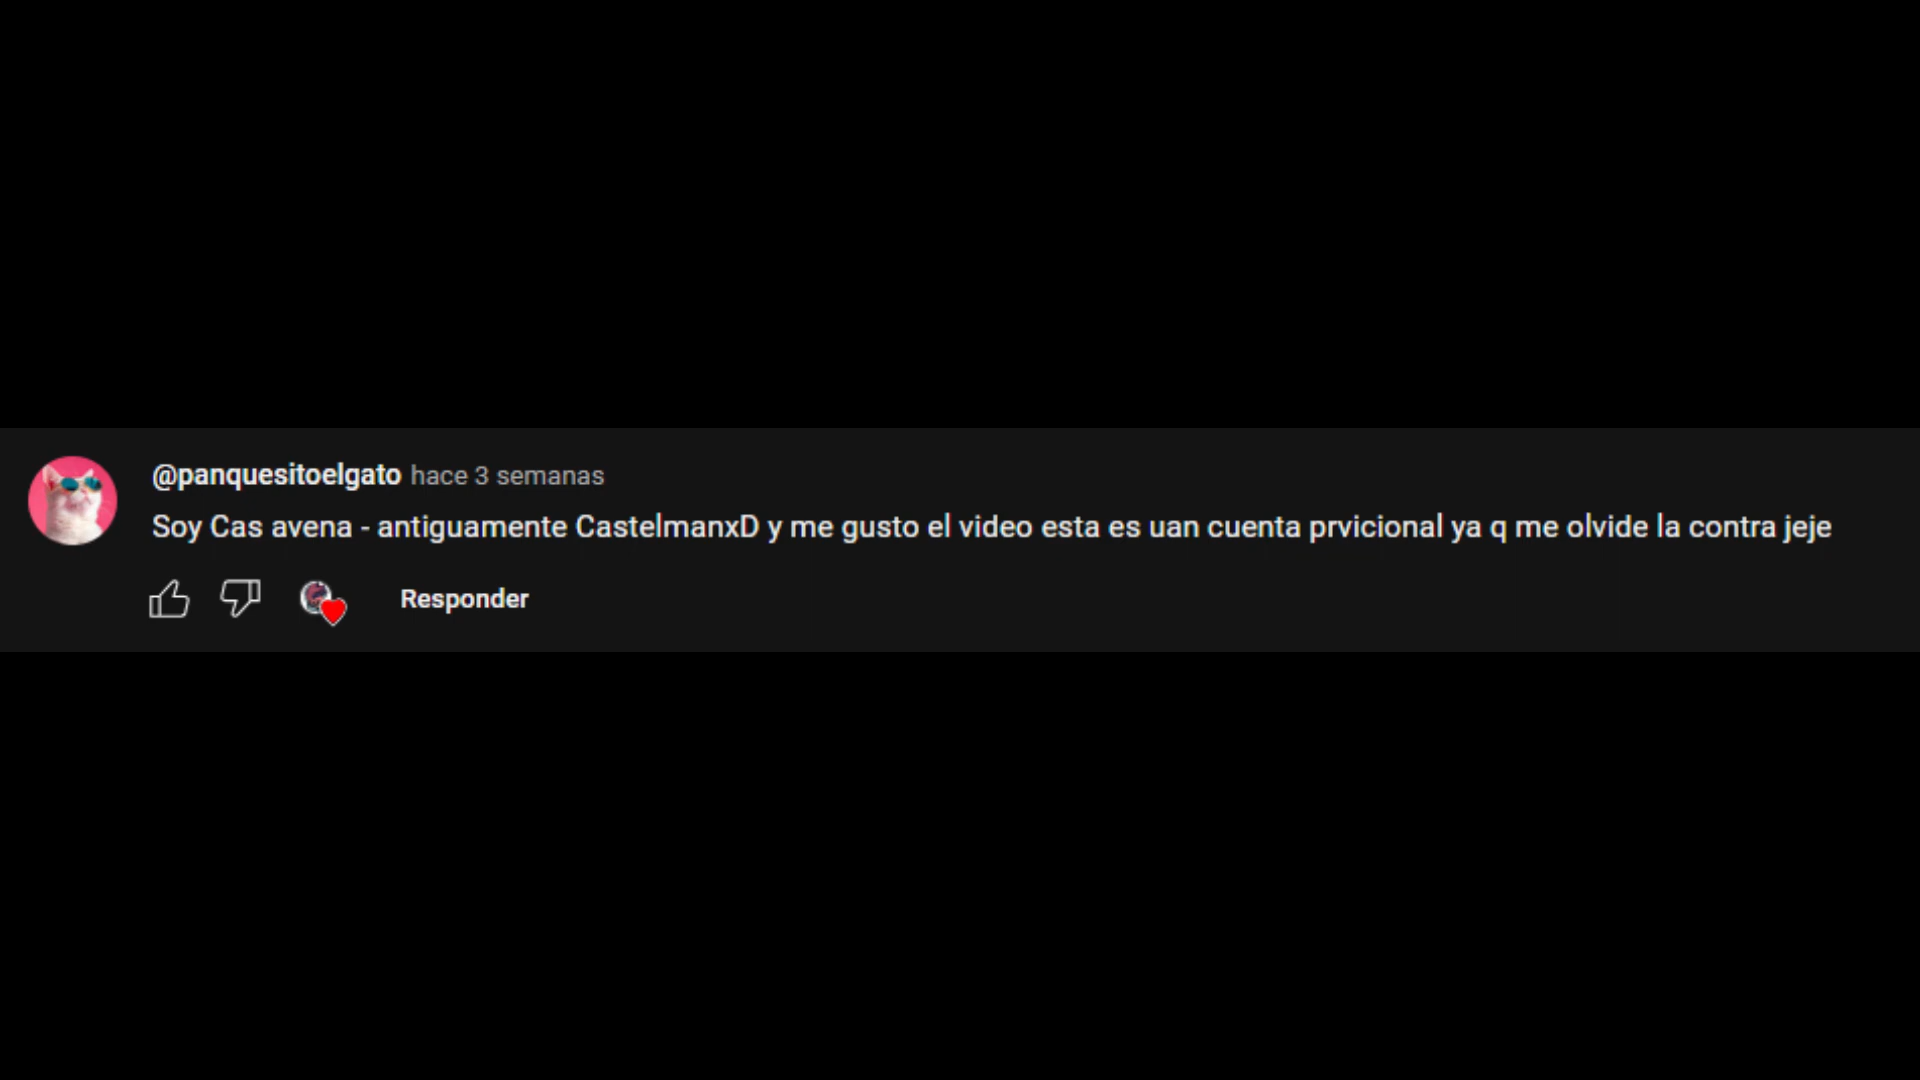 @panquesitoelgato hace 3 semanas
Soy Cas avena - antiguamente CastelmanxD y me gusto el video esta es uan cuenta prvicional ya q me olvide la contra jeje
Responder